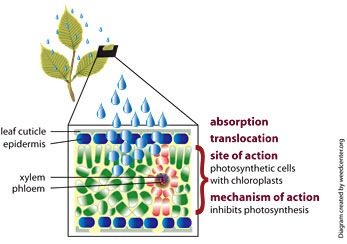 absorption
leaf cuticle
translocation
epidermis
site of action
photosynthetic cells
with chloroplasts
xylem
phloem
mechanism of action
inhibits photosynthesis
Diagram created by weedcenter.org